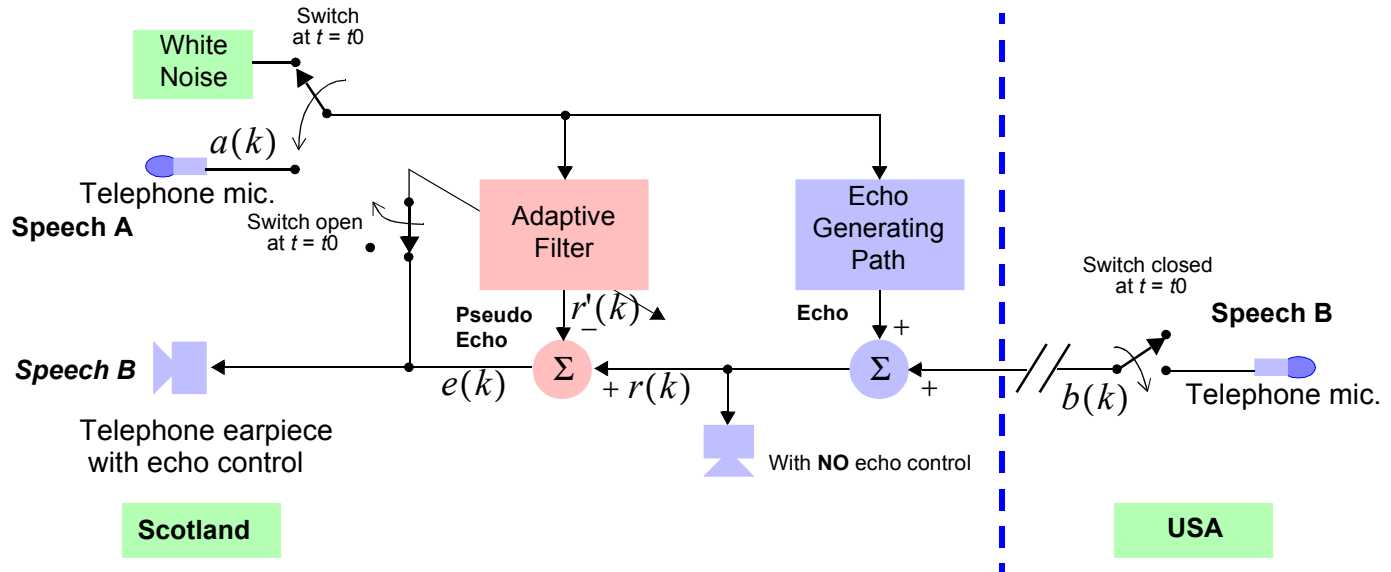 Switch
at t = t0
White
Noise
a(k)
Telephone mic.
Speech A
Switch open
at t = t0
Adaptive
Filter
Echo
Generating
Path
Switch closed
at t = t0
Speech B
Pseudo
Echo
r'(k)
–
Echo
+
Speech B
e(k)
Σ
+ r(k)
Σ
+
b(k)
Telephone mic.
Telephone earpiece
with echo control
With NO echo control
Scotland
USA